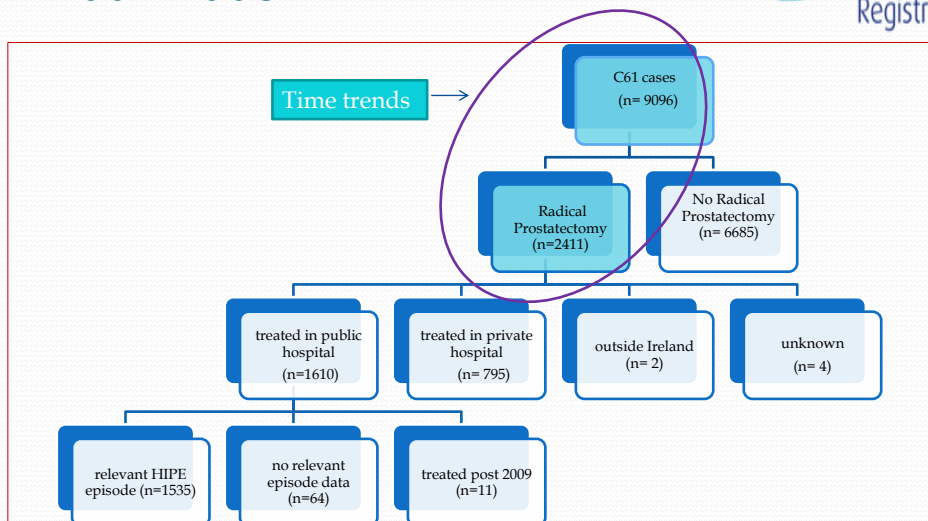 Registr
Time trends
C61 cases
(n= 9096)
Radical
Prostatectomy
(n=2411)
No Radical
Prostatectomy
(n= 6685)
treated in public
hospital
(n=1610)
treated in private
hospital
(n= 795)
outside Ireland
(n= 2)
unknown
(n= 4)
relevant HIPE
episode (n=1535)
no relevant
episode data
(n=64)
treated post 2009
(n=11)